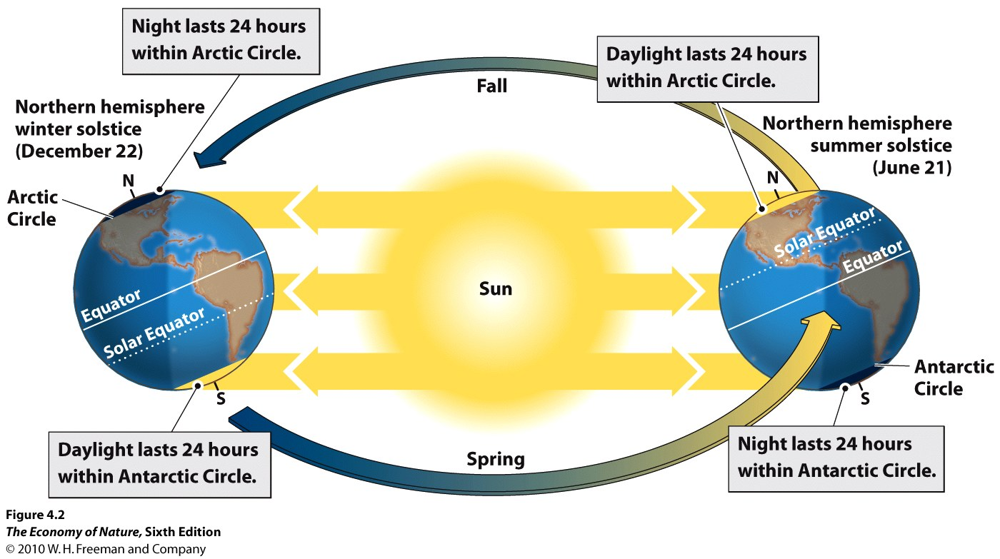 Night lasts 24 hours
within Arctic Circle.
Daylight lasts 24 hours
within Arctic Circle.
Fall
Northern hemisphere
winter solstice
(December 22)
Northern hemisphere
summer solstice
(June 21)
N
N
Arctic
Circle
Solar Equator
Equator
Sun
Equator
Solar Equator
Antarctic
Circle
S
S
Daylight lasts 24 hours
within Antarctic Circle.
Spring
Night lasts 24 hours
within Antarctic Circle.
Figure 4.2
The Economy of Nature, Sixth Edition
© 2010 W. H. Freeman and Company